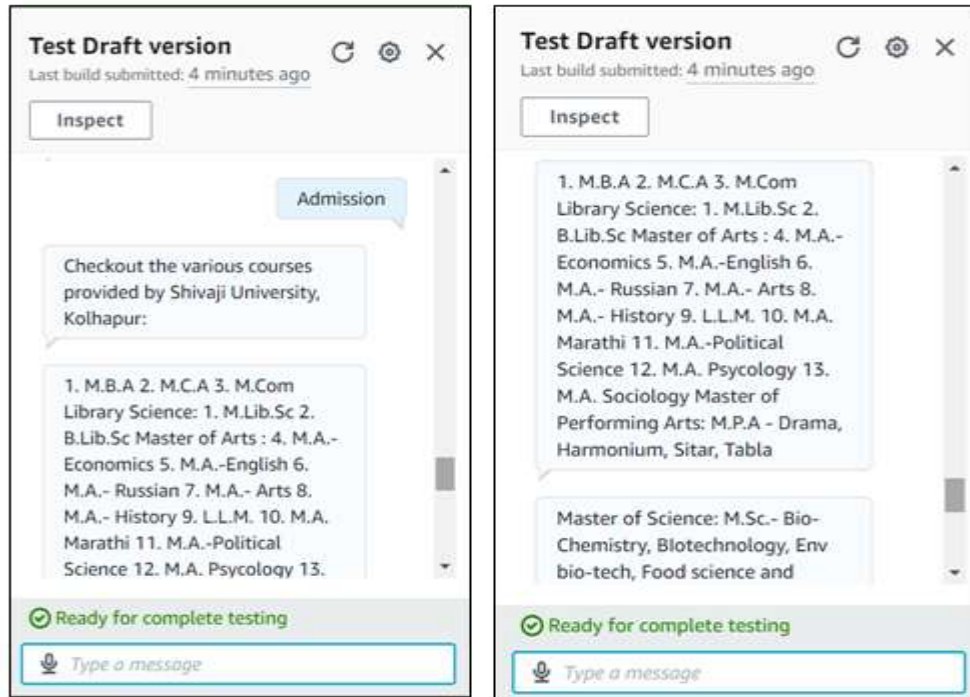 Test Draft version
Last build submitted: 4 minutes ago
Inspect
Admission
Checkout the various courses
provided by Shivaji University,
Kolhapur:
1. M.B.A 2. M.C.A 3. M.Com
Library Science: 1. M.Lib.Sc 2.
B.Lib.Sc Master of Arts : 4. M.A.-
Economics 5. M.A.-English 6.
M.A.- Russian 7. M.A.- Arts 8.
M.A.- History 9. L.L.M. 10. M.A.
Marathi 11. M.A.-Political
Science 12. M.A. Psycology 13.
Ready for complete testing
Type a message
Test Draft version
Last build submitted: 4 minutes ago
Inspect
1. M.B.A 2. M.C.A 3. M.Com
Library Science: 1. M.Lib.Sc 2.
B.Lib.Sc Master of Arts : 4. M.A.-
Economics 5. M.A.-English 6.
M.A.- Russian 7. M.A.- Arts 8.
M.A.- History 9. L.L.M. 10. M.A.
Marathi 11. M.A.-Political
Science 12. M.A. Psycology 13.
M.A. Sociology Master of
Performing Arts: M.P.A - Drama,
Harmonium, Sitar, Tabla
Master of Science: M.Sc.- Bio-
Chemistry, BIotechnology, Env
bio-tech, Food science and
Ready for complete testing
Type a message